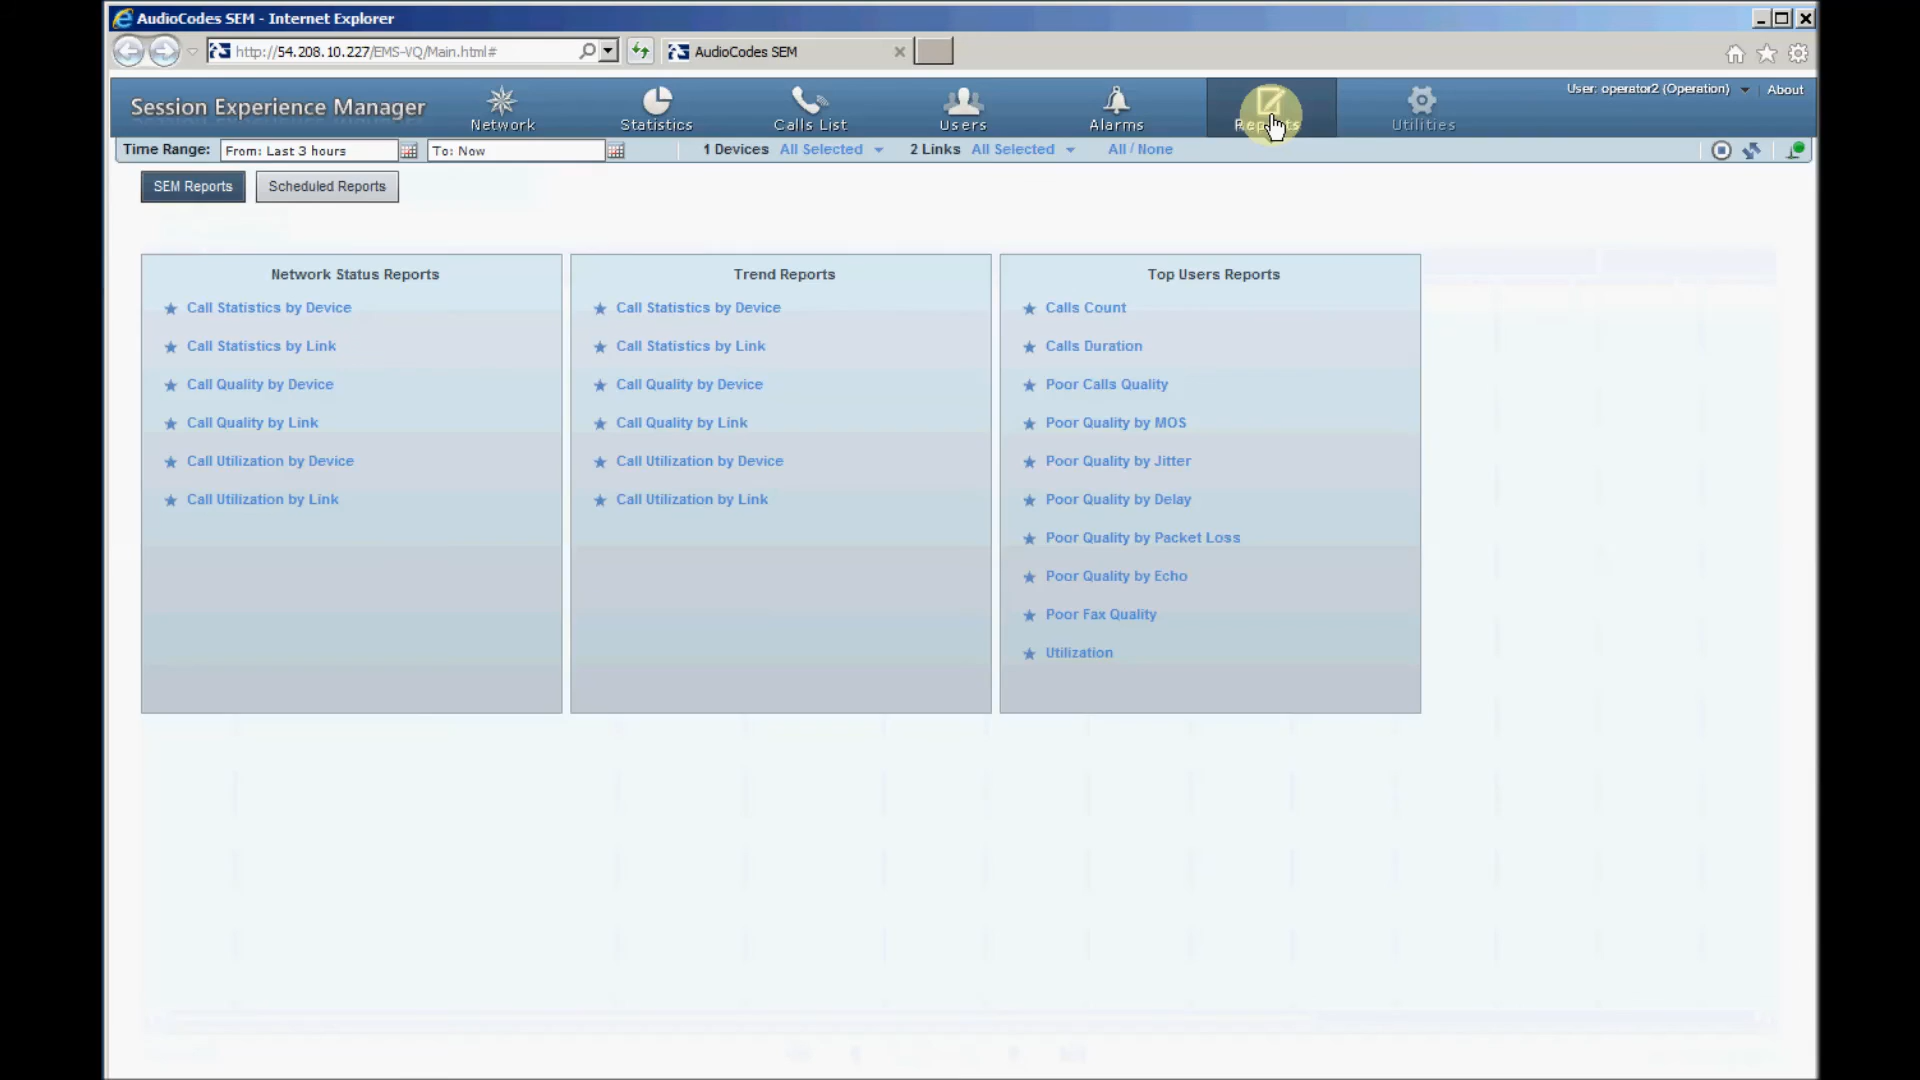 AudioCodes SEM - Internet Explorer
http://54.208.10.227/EMS-VQ/Main.html#
AudioCodes SEM
Session Experience Manager
Network
Statistics
Calls List
Users
Alarms
Reports
Utilities
User: operator2 (Operation)
About
Time Range:
From: Last 3 hours
To: Now
1 Devices All Selected
2 Links All Selected
All / None
SEM Reports
Scheduled Reports
Network Status Reports
Call Statistics by Device
Call Statistics by Link
Call Quality by Device
Call Quality by Link
Call Utilization by Device
Call Utilization by Link
Trend Reports
Call Statistics by Device
Call Statistics by Link
Call Quality by Device
Call Quality by Link
Call Utilization by Device
Call Utilization by Link
Top Users Reports
Calls Count
Calls Duration
Poor Calls Quality
Poor Quality by MOS
Poor Quality by Jitter
Poor Quality by Delay
Poor Quality by Packet Loss
Poor Quality by Echo
Poor Fax Quality
Utilization